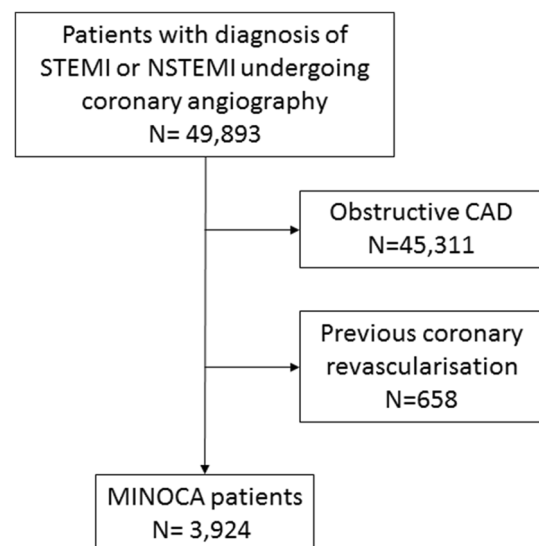 Patients with diagnosis of
STEMI or NSTEMI undergoing
coronary angiography
N= 49,893
Obstructive CAD
N=45,311
Previous coronary
revascularisation
N=658
MINOCA patients
N= 3,924